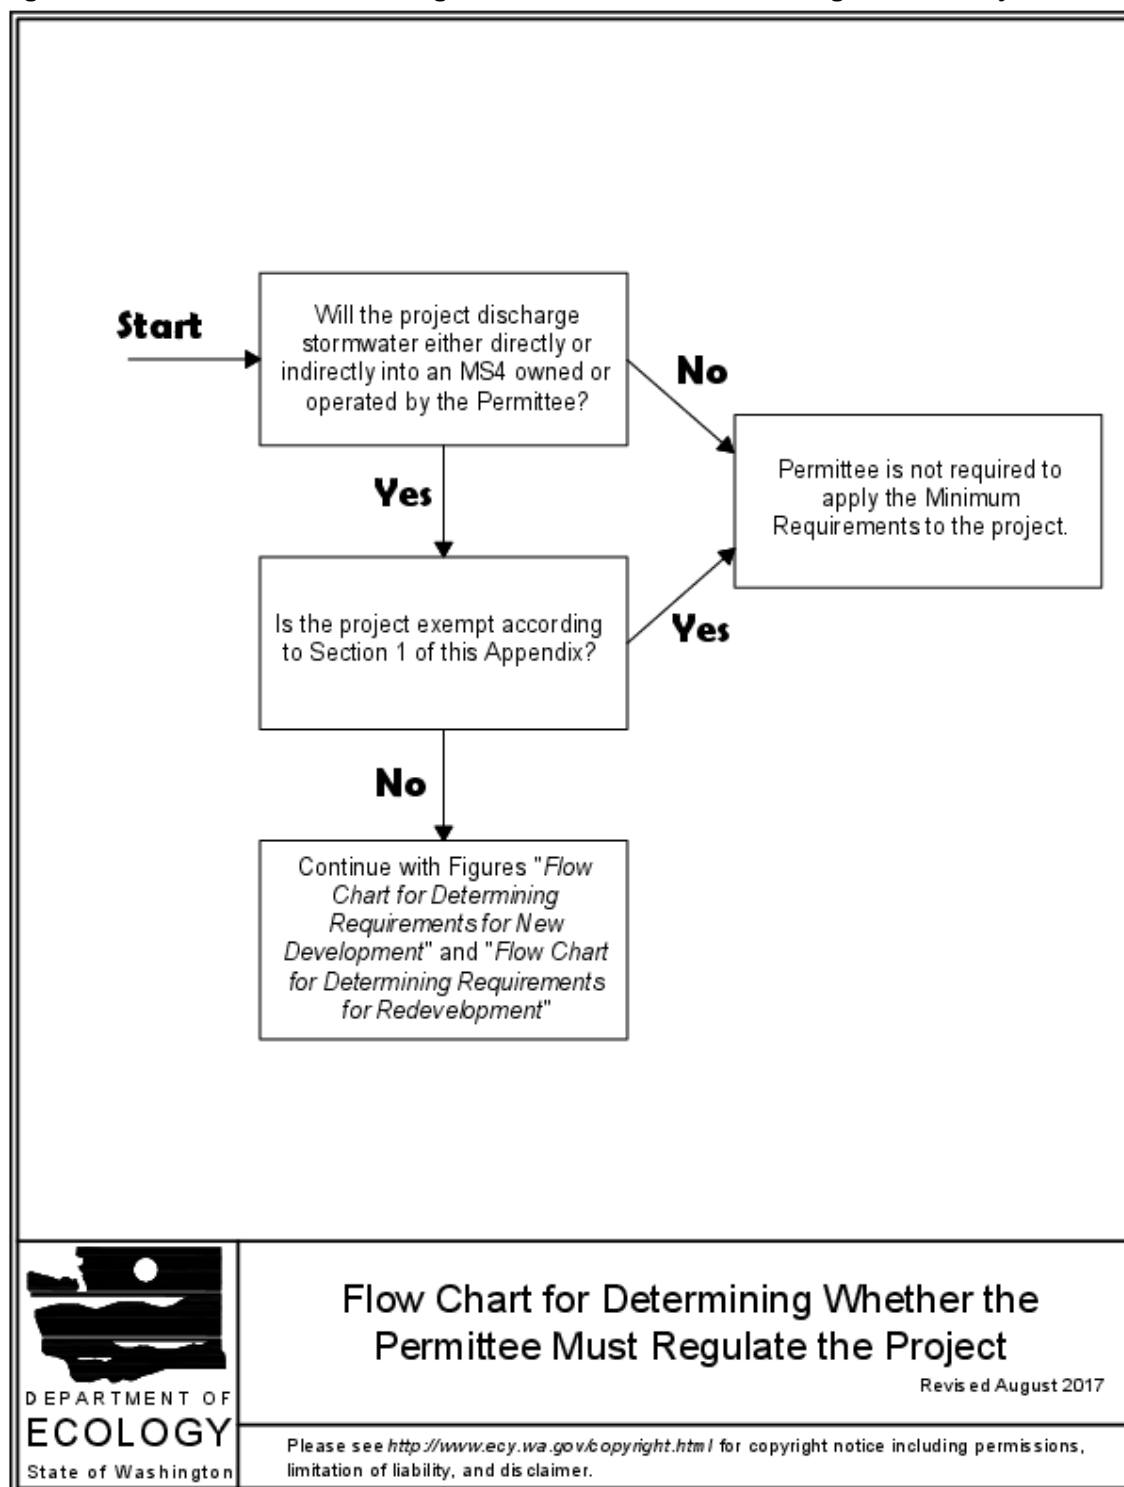 Start
Will the project discharge
stormwater either directly or
indirectly into an MS4 owned or
operated by the Permittee?
No
Permittee is not required to
apply the Minimum
Requirements to the project.
Yes
Is the project exempt according
to Section 1 of this Appendix?
Yes
No
Continue with Figures "Flow
Chart for Determining
Requirements for New
Development" and "Flow Chart
for Determining Requirements
for Redevelopment"
DEPARTMENT OF
ECOLOGY
State of Washington
Flow Chart for Determining Whether the
Permittee Must Regulate the Project
Revised August 2017
Please see http://www.ecy.wa.gov/copyright.html for copyright notice including permissions,
limitation of liability, and disclaimer.